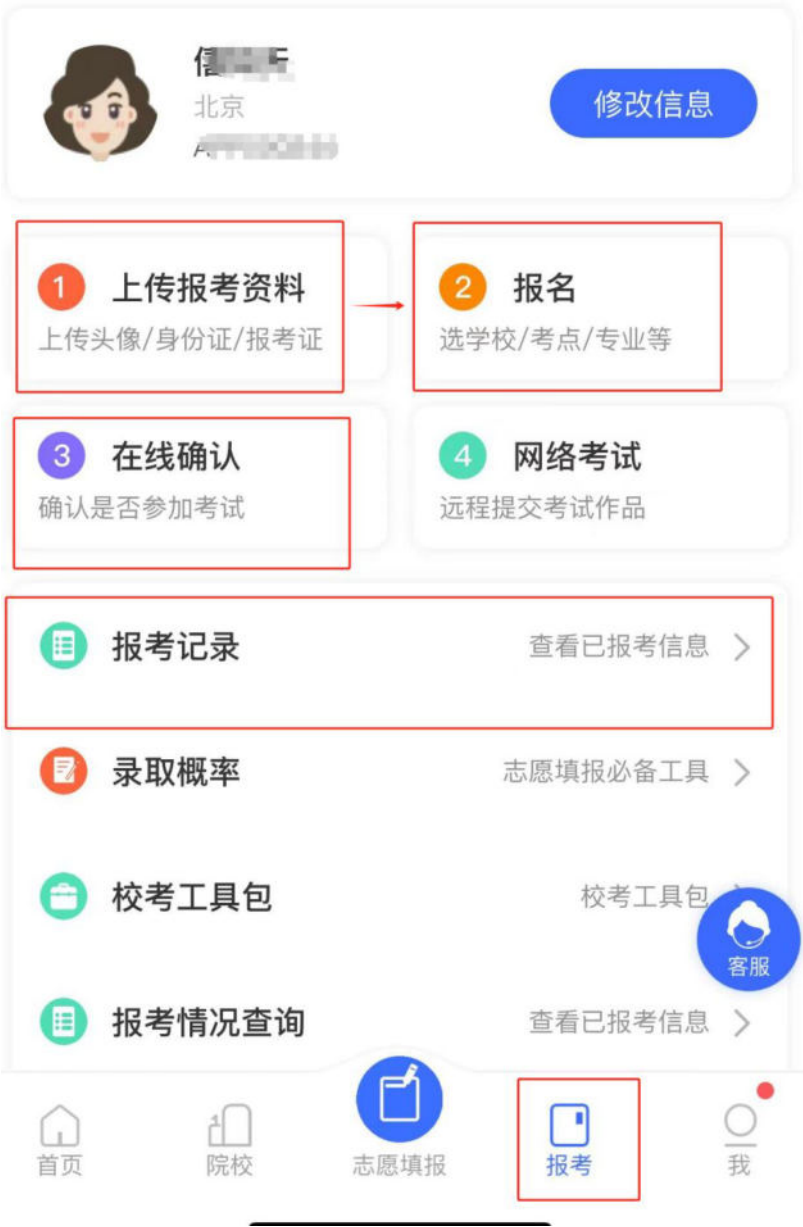 北京
修改信息
1 上传报考资料
上传头像/身份证/报考证
2 报名
选学校/考点/专业等
3 在线确认
确认是否参加考试
4 网络考试
远程提交考试作品
报考记录 查看已报考信息
录取概率 志愿填报必备工具
校考工具包 校考工具包
客服
报考情况查询 查看已报考信息
首页 院校 志愿填报 报考 我